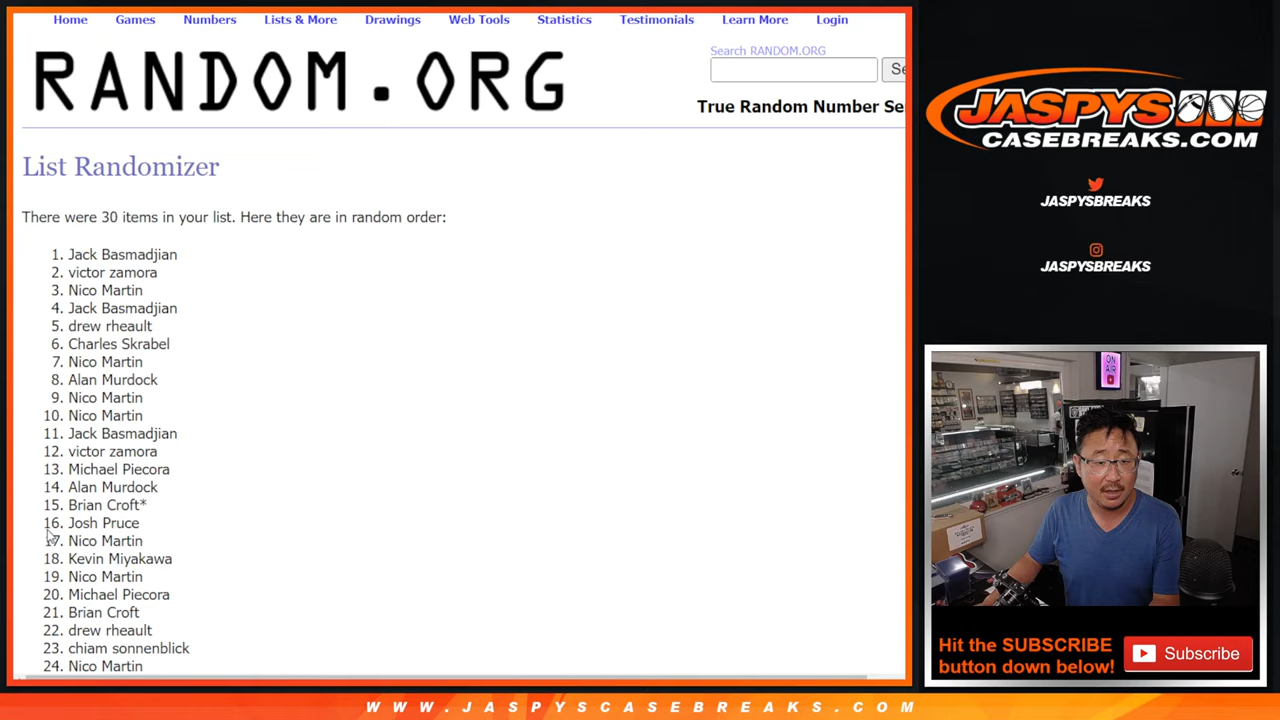 Home Games Numbers Lists & More Drawings Web Tools Statistics Testimonials Learn More Login
RANDOM.ORG
Search RANDOM.ORG
Se
True Random Number Se
List Randomizer
There were 30 items in your list. Here they are in random order:
1. Jack Basmadjian
2. victor zamora
3. Nico Martin
4. Jack Basmadjian
5. drew rheault
6. Charles Skrabel
7. Nico Martin
8. Alan Murdock
9. Nico Martin
10. Nico Martin
11. Jack Basmadjian
12. victor zamora
13. Michael Piecora
14. Alan Murdock
15. Brian Croft*
16. Josh Pruce
17. Nico Martin
18. Kevin Miyakawa
19. Nico Martin
20. Michael Piecora
21. Brian Croft
22. drew rheault
23. chiam sonnenblick
24. Nico Martin
JASPYS
CASEBREAKS.COM
JASPYSBREAKS
JASPYSBREAKS
ON
AIR
Hit the SUBSCRIBE
button down below!
Subscribe
WWW.JASPYSCASEBREAKS.COM